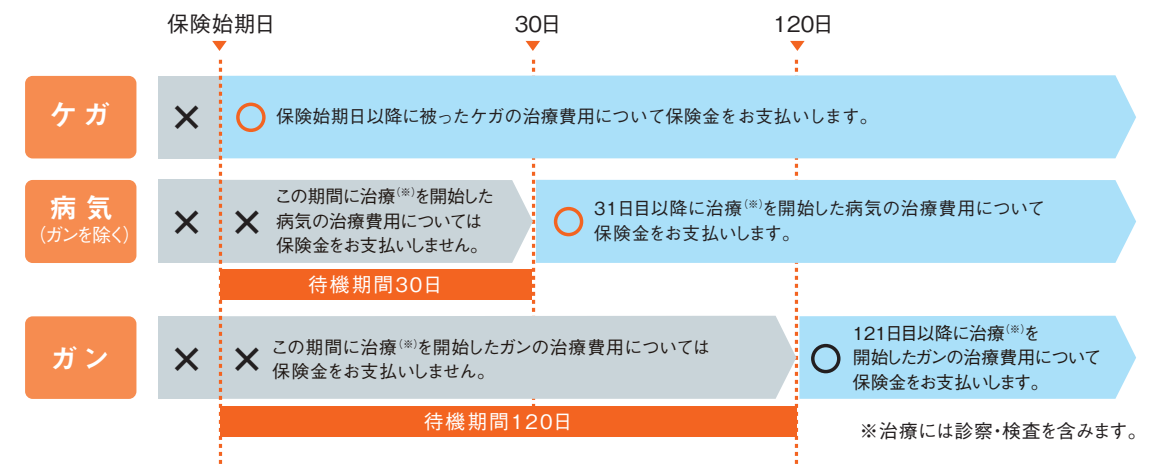 保険始期日 30日 120日
ケガ
× ○ 保険始期日以降に被ったケガの治療費用について保険金をお支払いします。
病気
(ガンを除く)
× × この期間に治療(※)を開始した
病気の治療費用については
保険金をお支払いしません。
○ 31日目以降に治療(※)を開始した病気の治療費用について
保険金をお支払いします。
待機期間30日
ガン
× × この期間に治療(※)を開始したガンの治療費用については
保険金をお支払いしません。
○ 121日目以降に治療(※)を
開始したガンの治療費用について
保険金をお支払いします。
待機期間120日
※治療には診察・検査を含みます。